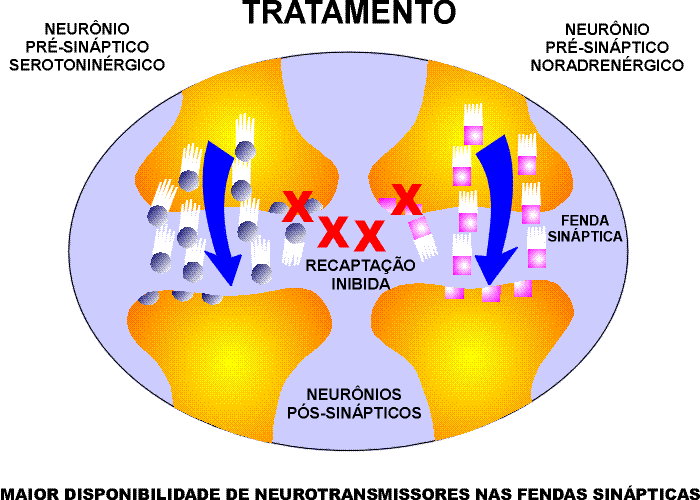 TRATAMENTO
NEURÔNIO
PRÉ-SINÁPTICO
SEROTONINÉRGICO
NEURÔNIO
PRÉ-SINÁPTICO
NORADRENÉRGICO
X X X X
FENDA
SINÁPTICA
RECAPTAÇÃO
INIBIDA
NEURÔNIOS
PÓS-SINÁPTICOS
MAIOR DISPONIBILIDADE DE NEUROTRANSMISSORES NAS FENDAS SINÁPTICAS